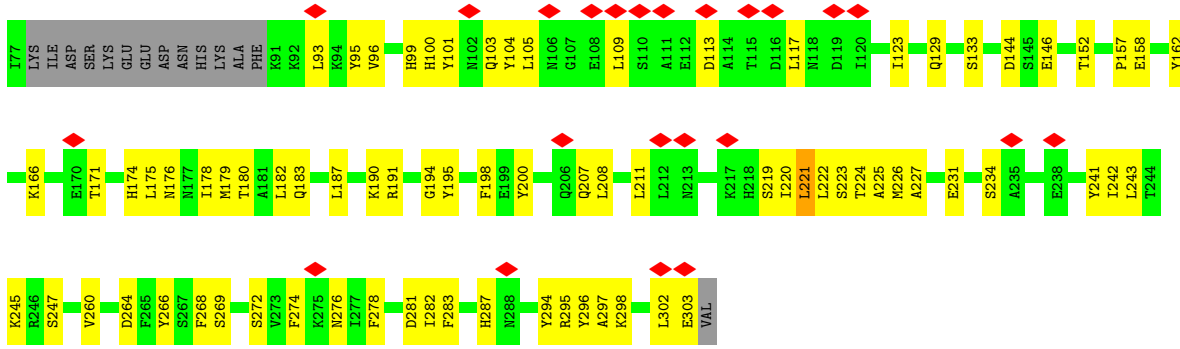 I77 LYS ILE ASP SER LYS GLU GLU ASP ASN HIS LYS ALA PHE K91 K92 L93 K94 Y95 V96 H99 H100 Y101 N102 Q103 Y104 L105 N106 G107 E108 L109 S110 A111 E112 D113 A114 T115 D116 L117 N118 D119 I120 I123 Q129 S133 D144 S145 E146 T152 P157 E158 Y162
K166 E170 T171 H174 L175 N176 N177 I178 M179 T180 A181 L182 Q183 L187 K190 R191 G194 Y195 F198 E199 Y200 Q206 Q207 L208 L211 L212 N213 K217 H218 S219 I220 L221 L222 S223 T224 A225 M226 A227 E231 S234 A235 E238 Y241 I242 L243 T244
K245 R246 S247 V260 D264 F265 Y266 S267 F268 S269 S272 V273 F274 K275 N276 I277 F278 D281 I282 F283 H287 N288 Y294 R295 Y296 A297 K298 L302 E303 VAL